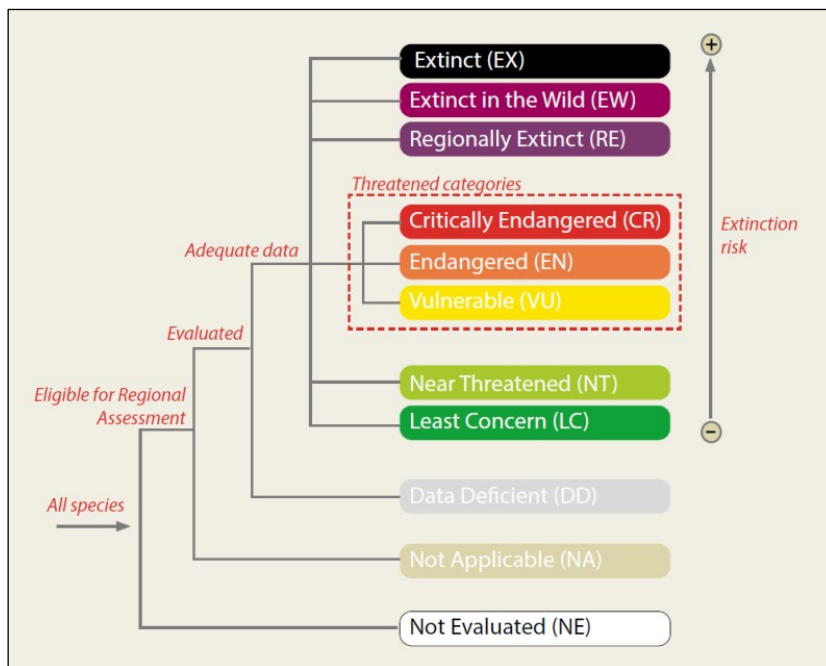 Extinct (EX)
+
Extinct in the Wild (EW)
Regionally Extinct (RE)
Threatened categories
Critically Endangered (CR)
Extinction
risk
Adequate data
Endangered (EN)
Vulnerable (VU)
Evaluated
Near Threatened (NT)
Eligible for Regional
Assessment
Least Concern (LC)
−
Data Deficient (DD)
All species
Not Applicable (NA)
Not Evaluated (NE)